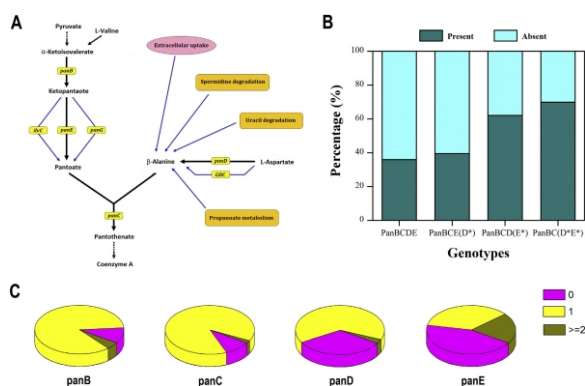 A
Pyruvate
L-Valine
α-Ketoisovalerate
panB
Ketopantaote
ilvC
panE
panG
Pantoate
panC
Pantothenate
Coenzyme A
Extracellular uptake
Spermidine degradation
Uracil degradation
β-Alanine
panD
L-Aspartate
GDC
Propanoate metabolism
B
Present
Absent
Percentage (%)
100
80
60
40
20
0
PanBCDE
PanBCE(D*)
PanBCD(E*)
PanBC(D*E*)
Genotypes
C
0
1
>=2
panB
panC
panD
panE